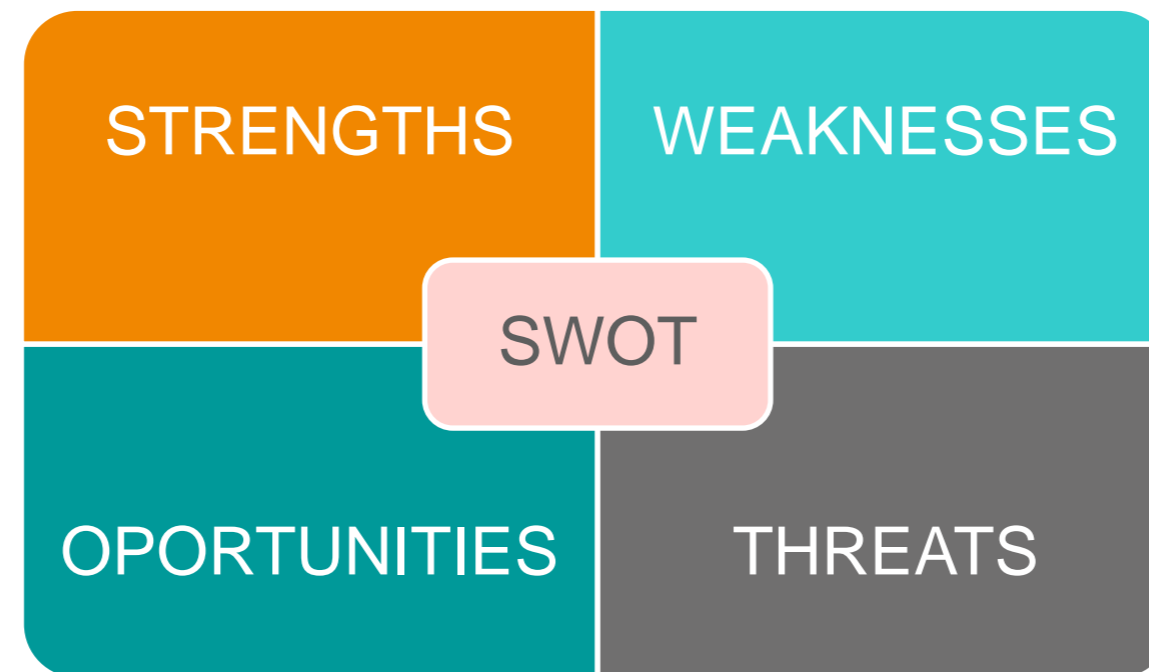 STRENGTHS
WEAKNESSES
SWOT
OPORTUNITIES
THREATS